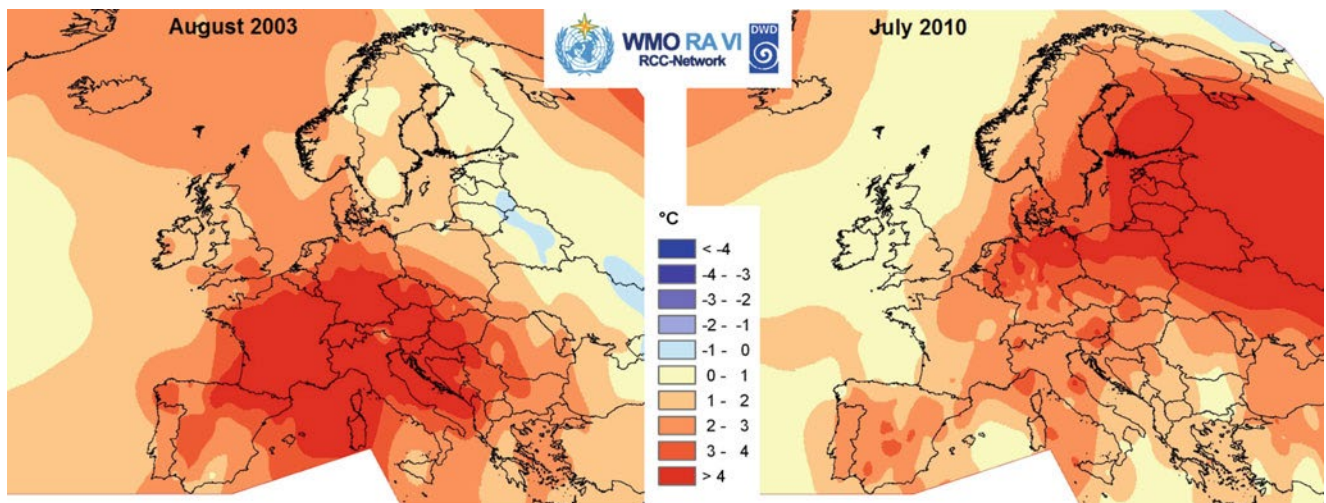 August 2003
WMO RA VI
RCC-Network
DWD
July 2010
°C
< -4
-4 - -3
-3 - -2
-2 - -1
-1 - 0
0 - 1
1 - 2
2 - 3
3 - 4
> 4